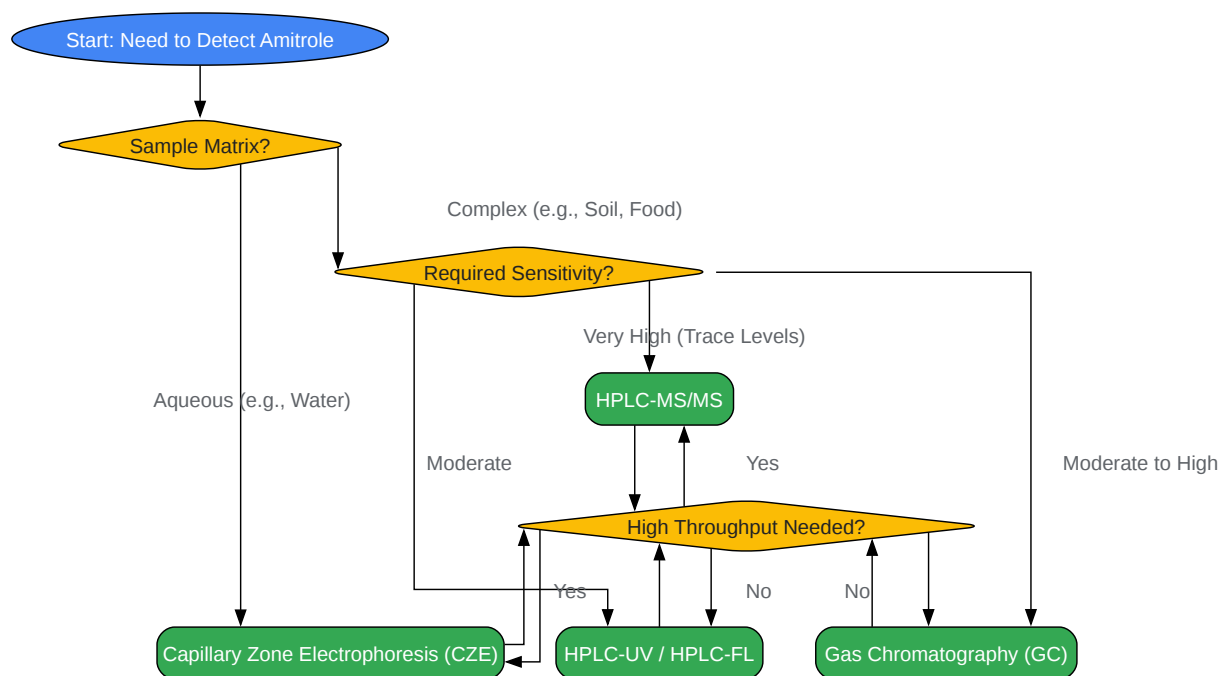 Start: Need to Detect Amitrole
Sample Matrix?
Complex (e.g., Soil, Food)
Required Sensitivity?
Very High (Trace Levels)
Aqueous (e.g., Water)
HPLC-MS/MS
Moderate
Yes
Moderate to High
High Throughput Needed?
Yes
No
No
Capillary Zone Electrophoresis (CZE)
HPLC-UV / HPLC-FL
Gas Chromatography (GC)